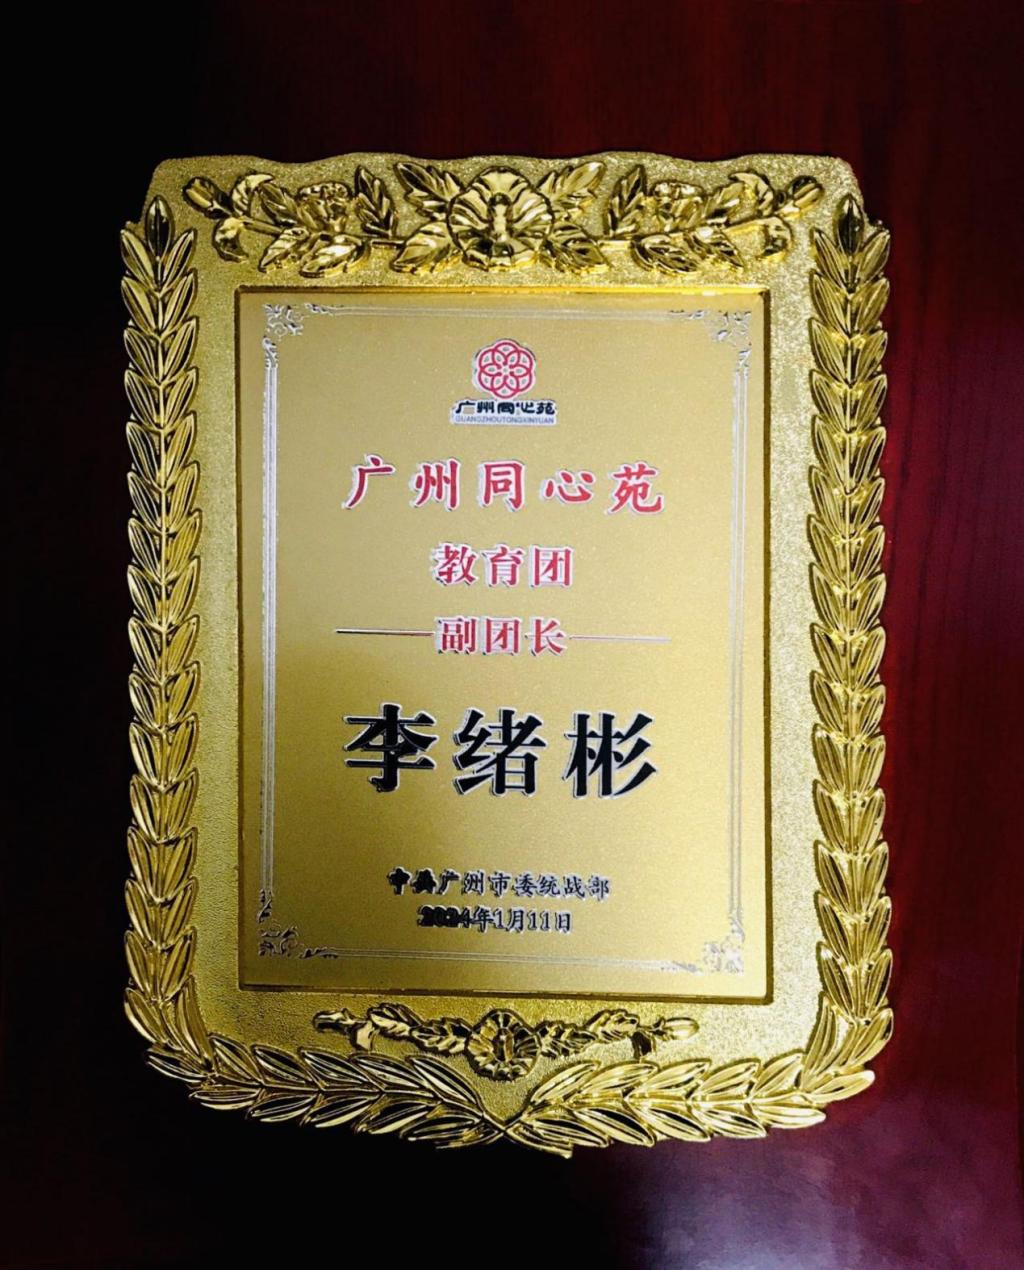 广州同心苑
GUANGZHOUTONGXINYUAN
广州同心苑
教育团
副团长
李绪彬
中共广州市委统战部
2024年1月11日